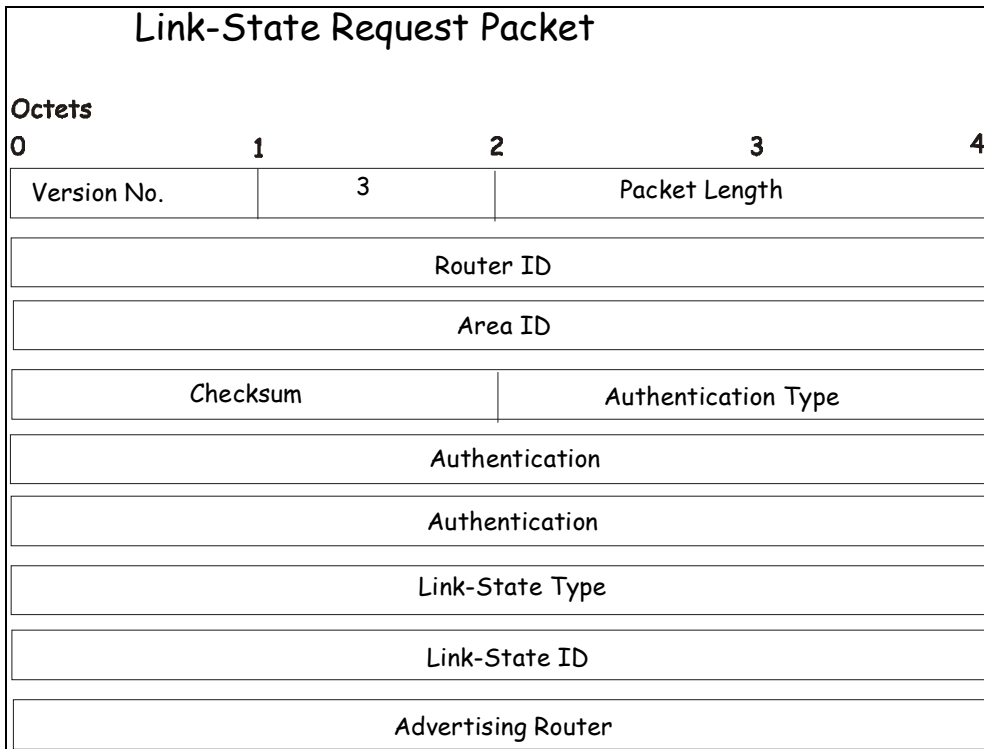 Link-State Request Packet
Octets
0 1 2 3 4
Version No. 3 Packet Length
Router ID
Area ID
Checksum Authentication Type
Authentication
Authentication
Link-State Type
Link-State ID
Advertising Router